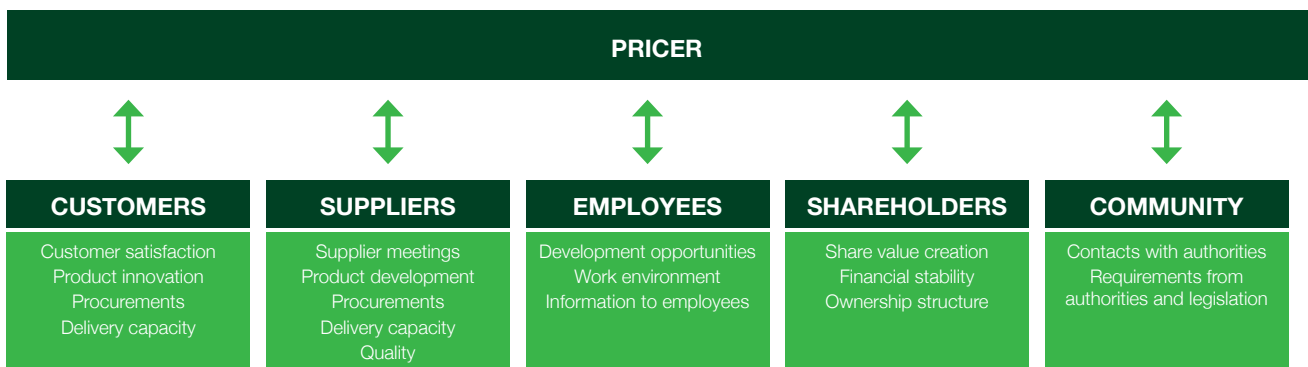 PRICER
CUSTOMERS
Customer satisfaction
Product innovation
Procurements
Delivery capacity
SUPPLIERS
Supplier meetings
Product development
Procurements
Delivery capacity
Quality
EMPLOYEES
Development opportunities
Work environment
Information to employees
SHAREHOLDERS
Share value creation
Financial stability
Ownership structure
COMMUNITY
Contacts with authorities
Requirements from
authorities and legislation